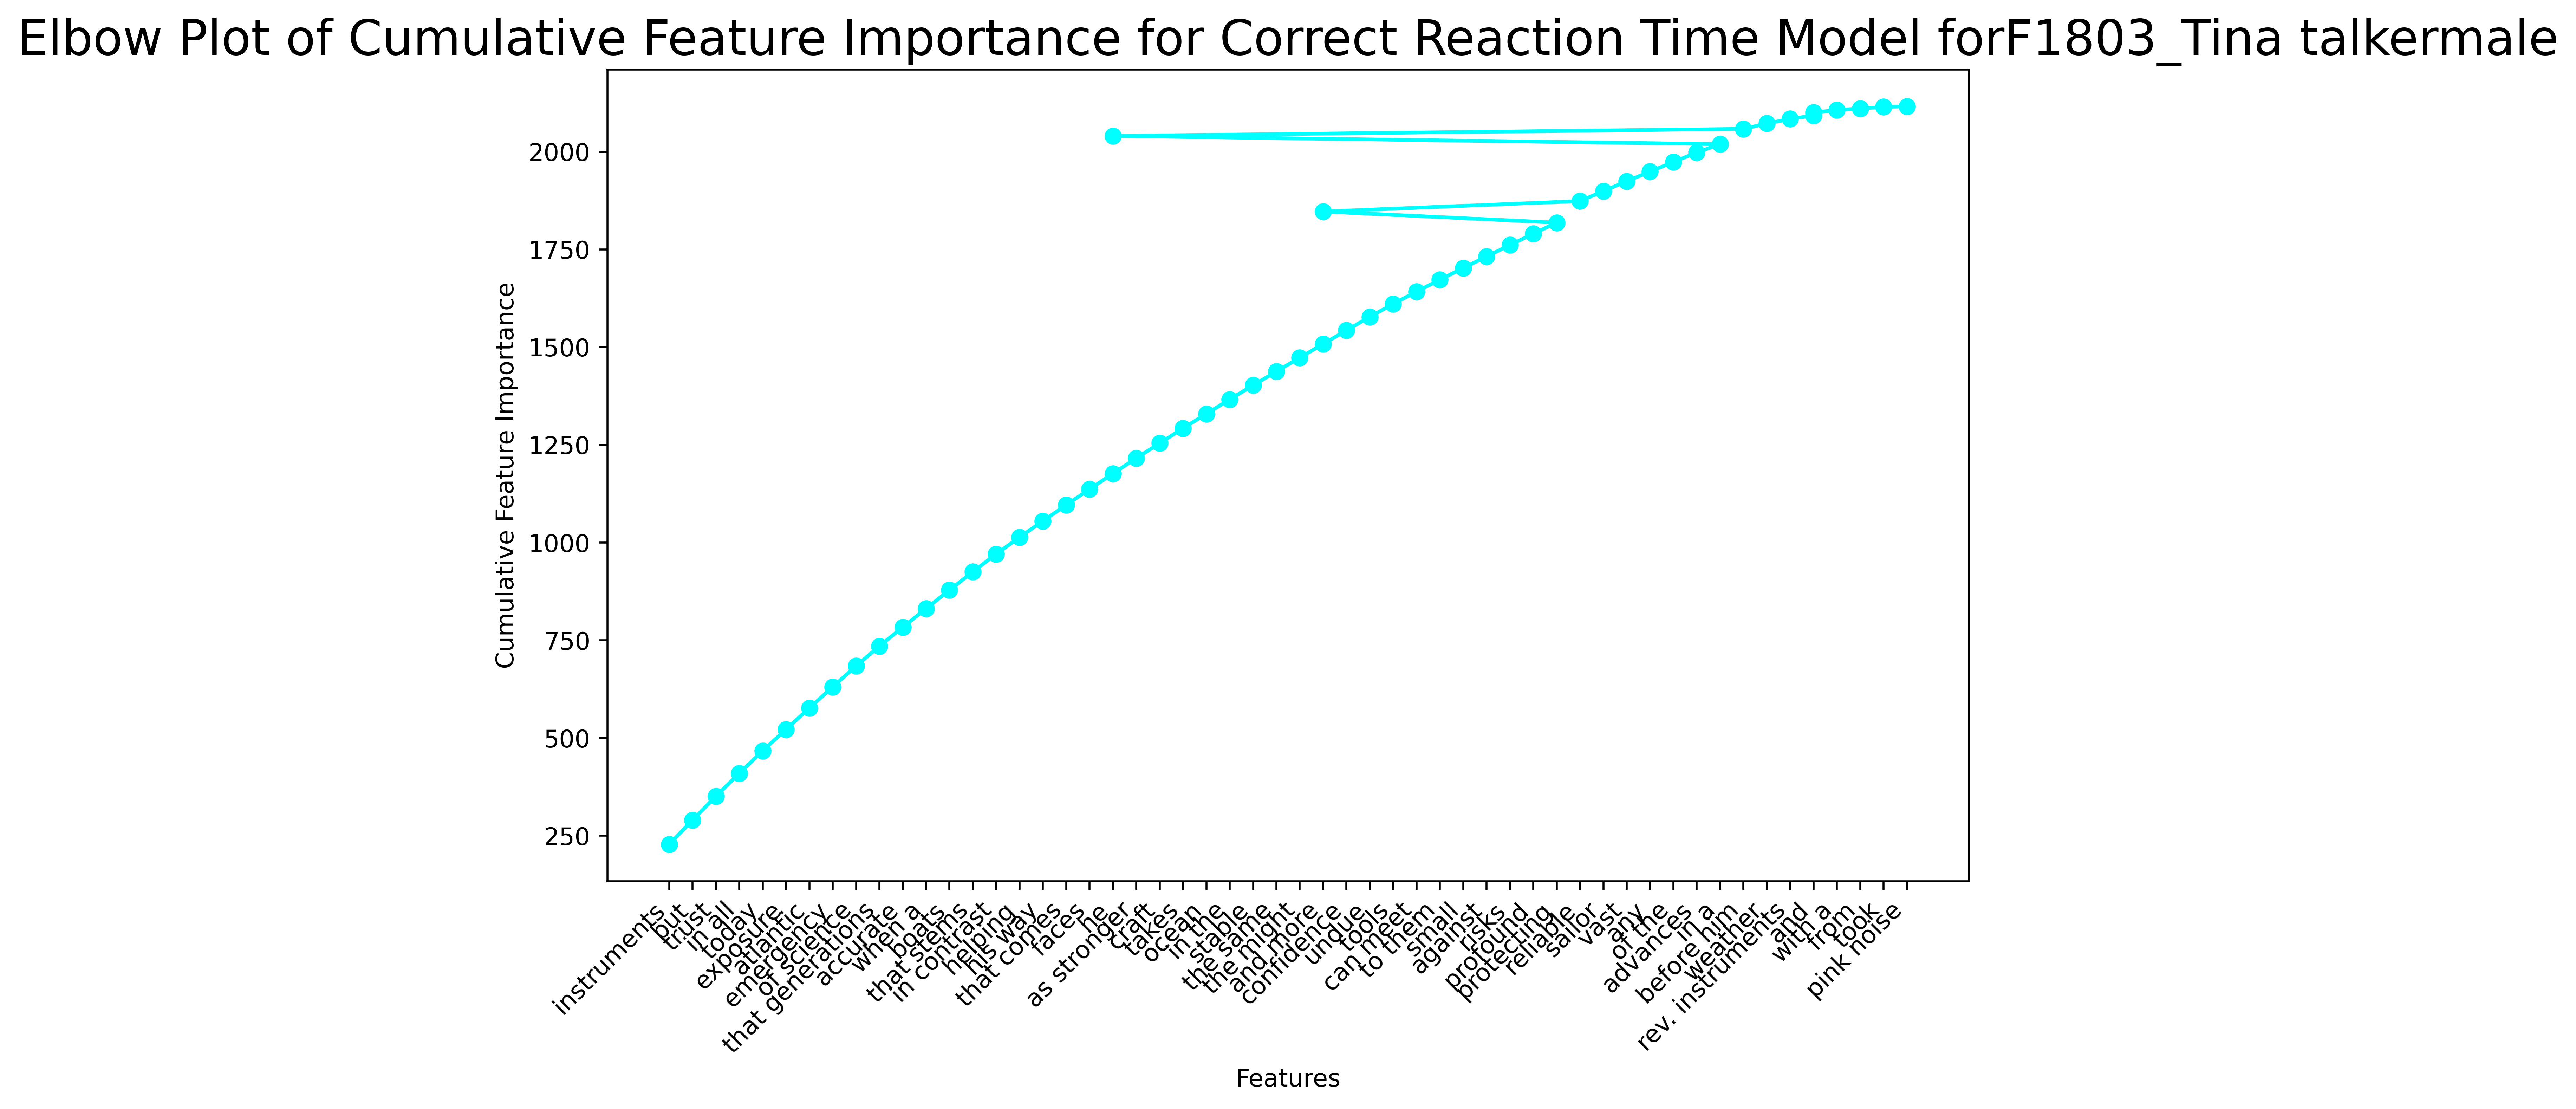 Elbow Plot of Cumulative Feature Importance for Correct Reaction Time Model forF1803_Tina talkermale
Cumulative Feature Importance
2000
1750
1500
1250
1000
750
500
250
instruments
but
trust
in all
today
exposure
atlantic
emergency
of science
that generations
accurate
when a
boats
that stems
in contrast
helping
his way
that comes
faces
he
as stronger
craft
takes
ocean
in the
stable
the same
the might
and more
confidence
unque
tools
can meet
to them
small
against
risks
profound
protecting
reliable
sailor
vast
any
of the
advances
in a
before him
weather
rev. instruments
and
with a
from
took
pink noise
Features